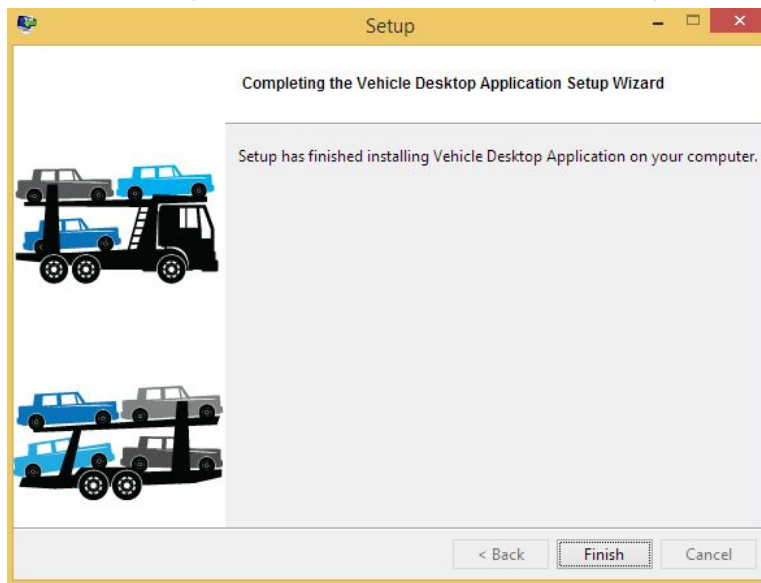 Setup
Completing the Vehicle Desktop Application Setup Wizard
Setup has finished installing Vehicle Desktop Application on your computer.
< Back
Finish
Cancel